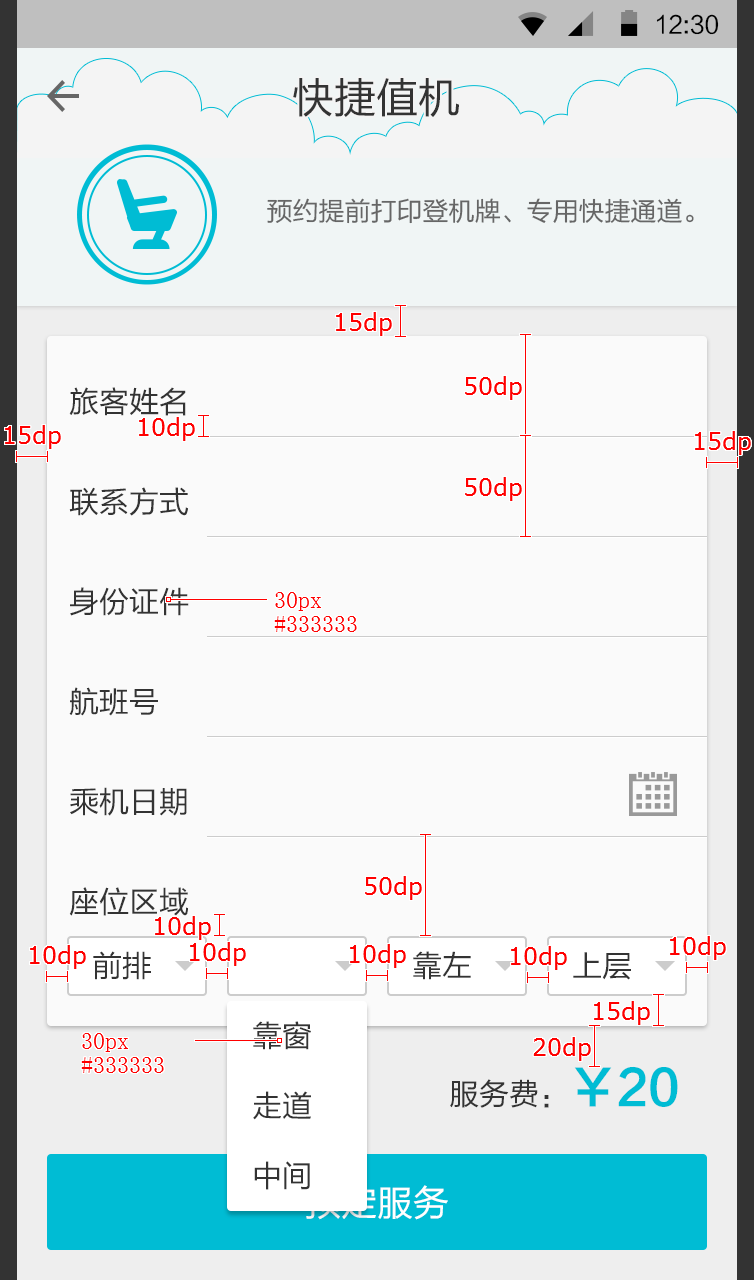 12:30
快捷值机
预约提前打印登机牌、专用快捷通道。
15dp
50dp
旅客姓名
10dp
15dp
15dp
50dp
联系方式
身份证件
30px
#333333
航班号
乘机日期
50dp
座位区域
10dp
10dp
10dp
10dp
10dp
10dp
前排
靠左
上层
15dp
靠窗
30px
#333333
20dp
走道
服务费：
￥20
中间
定服务